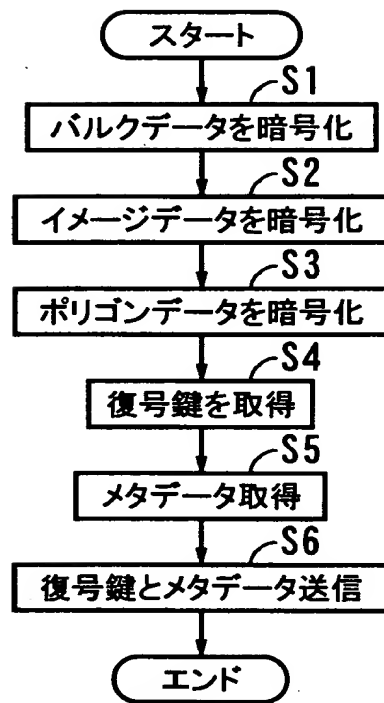 スタート
S1
バルクデータを暗号化
S2
イメージデータを暗号化
S3
ポリゴンデータを暗号化
S4
復号鍵を取得
S5
メタデータ取得
S6
復号鍵とメタデータ送信
エンド